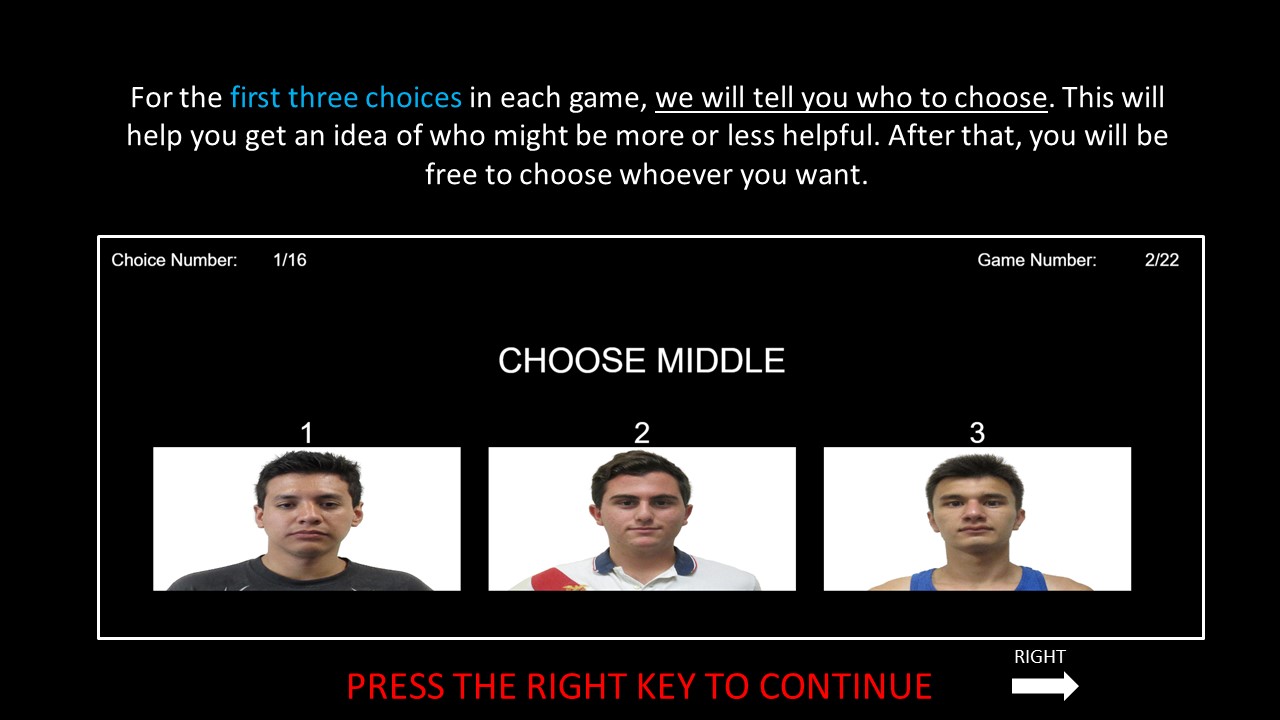 For the first three choices in each game, we will tell you who to choose. This will
help you get an idea of who might be more or less helpful. After that, you will be
free to choose whoever you want.
Choice Number: 1/16 Game Number: 2/22
CHOOSE MIDDLE
1 2 3
RIGHT
PRESS THE RIGHT KEY TO CONTINUE